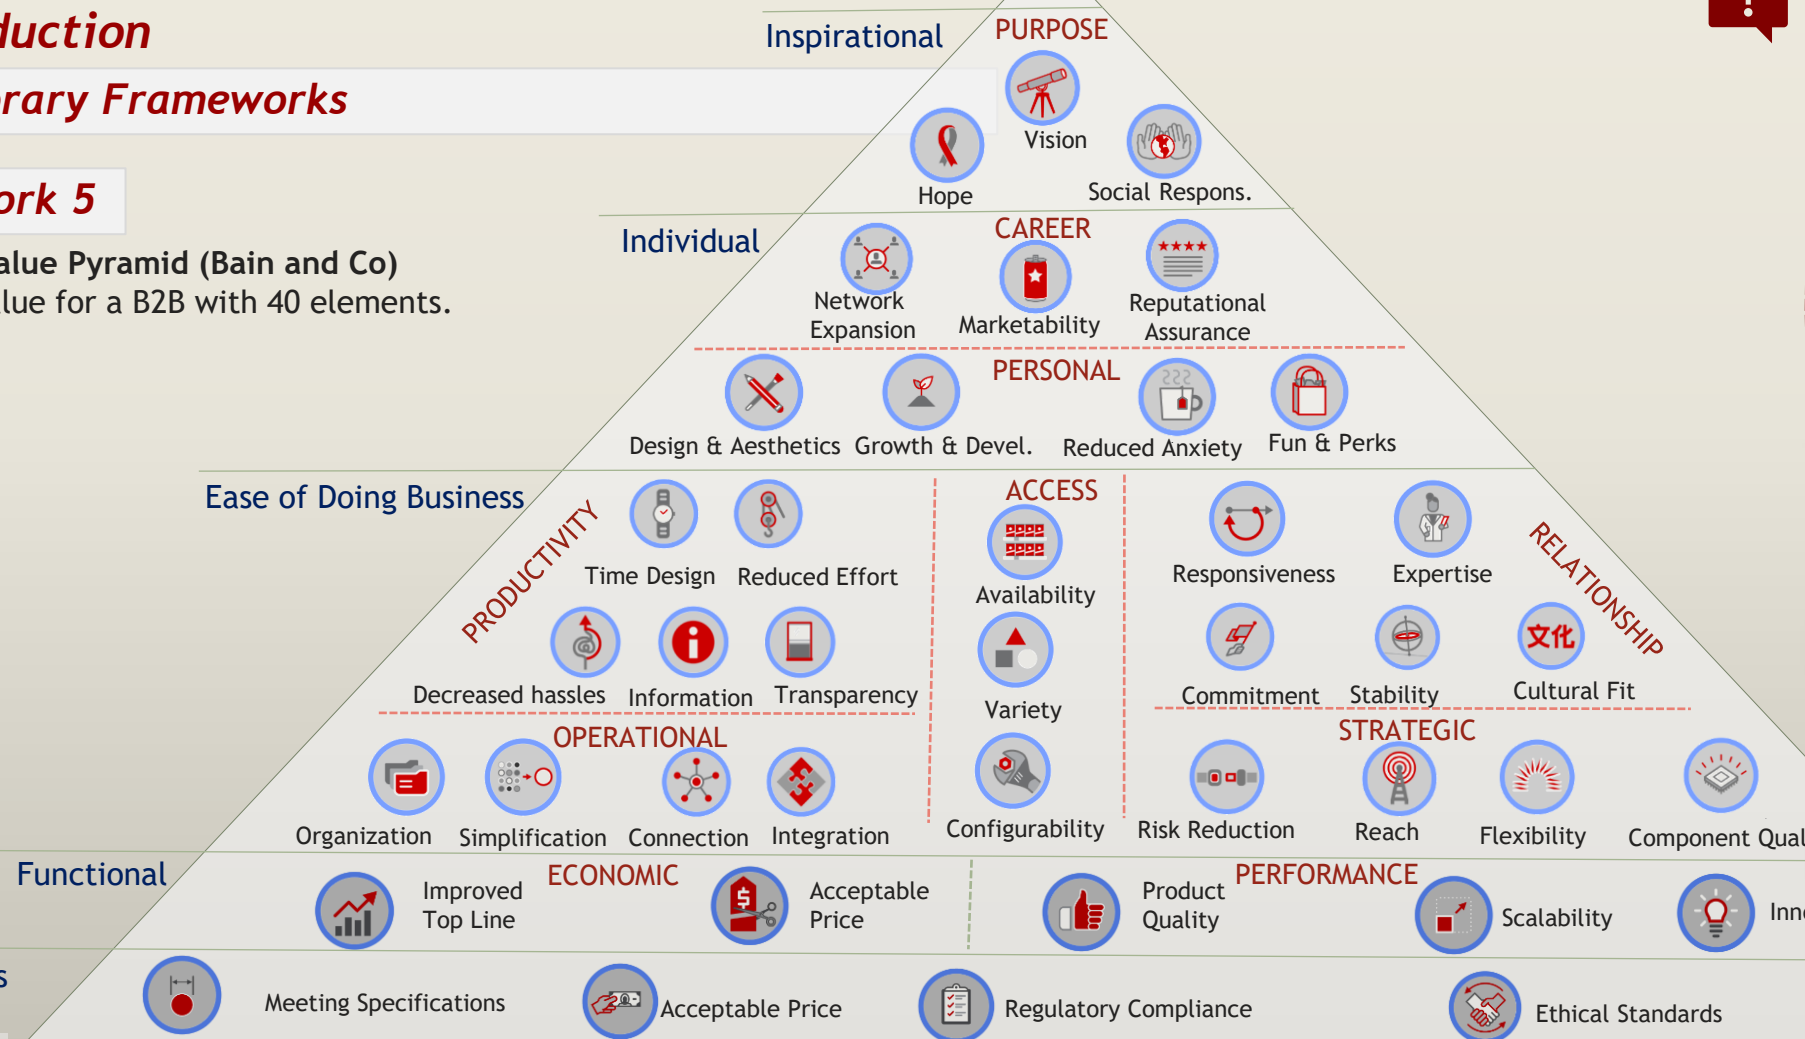 duction
rary Frameworks
ork 5
alue Pyramid (Bain and Co)
lue for a B2B with 40 elements.
Inspirational
PURPOSE
Vision
Hope
Social Respons.
Individual
CAREER
Network
Expansion
Marketability
Reputational
Assurance
PERSONAL
Design & Aesthetics
Growth & Devel.
Reduced Anxiety
Fun & Perks
Ease of Doing Business
PRODUCTIVITY
Time Design
Reduced Effort
Decreased hassles
Information
Transparency
OPERATIONAL
Organization
Simplification
Connection
Integration
ACCESS
Availability
Variety
Configurability
RELATIONSHIP
Responsiveness
Expertise
Commitment
Stability
文化
Cultural Fit
STRATEGIC
Risk Reduction
Reach
Flexibility
Component Qual
Functional
ECONOMIC
Improved
Top Line
$
Acceptable
Price
PERFORMANCE
Product
Quality
Scalability
Inn
s
Meeting Specifications
Acceptable Price
Regulatory Compliance
Ethical Standards